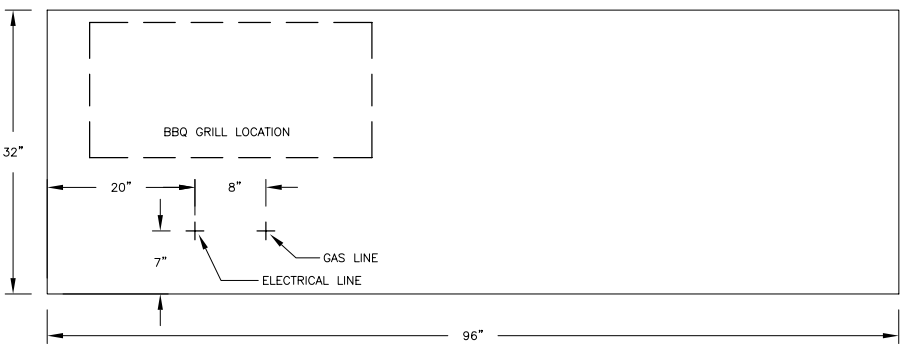 BBQ GRILL LOCATION
32”
20”
8”
7”
GAS LINE
ELECTRICAL LINE
96”